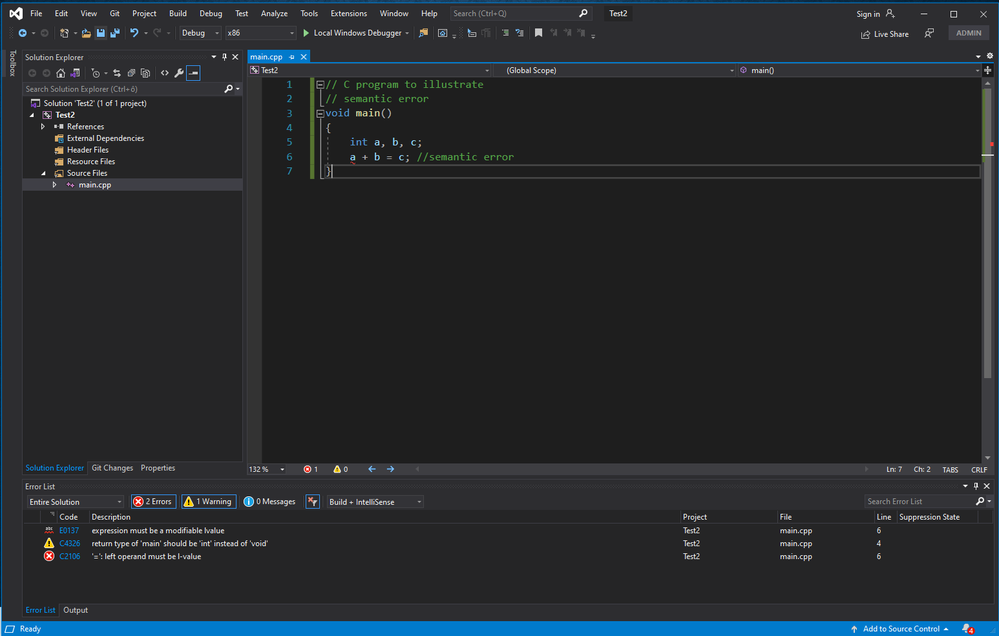 File Edit View Git Project Build Debug Test Analyze Tools Extensions Window Help Search (Ctrl+Q) Test2 Sign in
Debug x86 Local Windows Debugger Live Share ADMIN
Toolbox
Solution Explorer
Search Solution Explorer (Ctrl+ô)
Solution 'Test2' (1 of 1 project)
Test2
References
External Dependencies
Header Files
Resource Files
Source Files
main.cpp
Solution Explorer Git Changes Properties
main.cpp
Test2 (Global Scope) main()
1 // C program to illustrate
2 // semantic error
3 void main()
4 {
5 int a, b, c;
6 a + b = c; //semantic error
7 }
132 % 1 0 Ln: 7 Ch: 2 TABS CRLF
Error List
Entire Solution 2 Errors 1 Warning 0 Messages Build + IntelliSense Search Error List
Code Description Project File Line Suppression State
abc E0137 expression must be a modifiable lvalue Test2 main.cpp 6
C4326 return type of 'main' should be 'int' instead of 'void' Test2 main.cpp 4
C2106 '=': left operand must be l-value Test2 main.cpp 6
Error List Output
Ready Add to Source Control 4